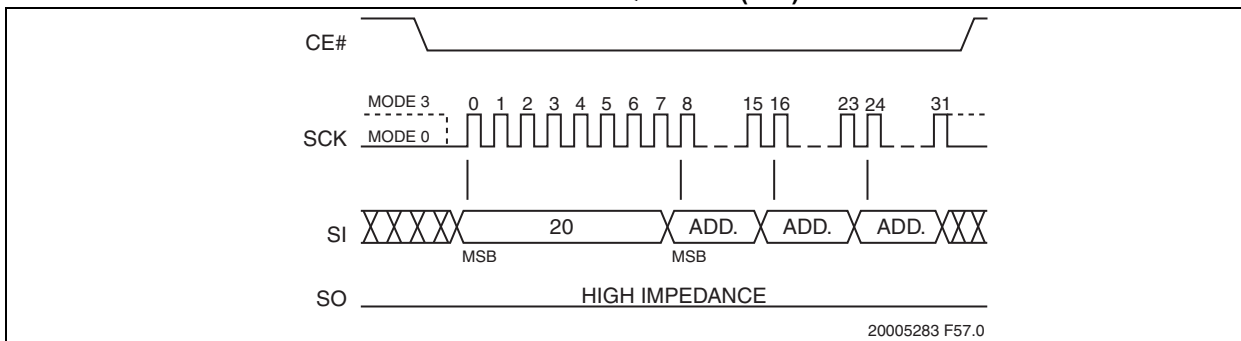 CE#
MODE 3
0 1 2 3 4 5 6 7 8 15 16 23 24 31
SCK MODE 0
SI 20 ADD. ADD. ADD.
MSB MSB
SO HIGH IMPEDANCE
20005283 F57.0